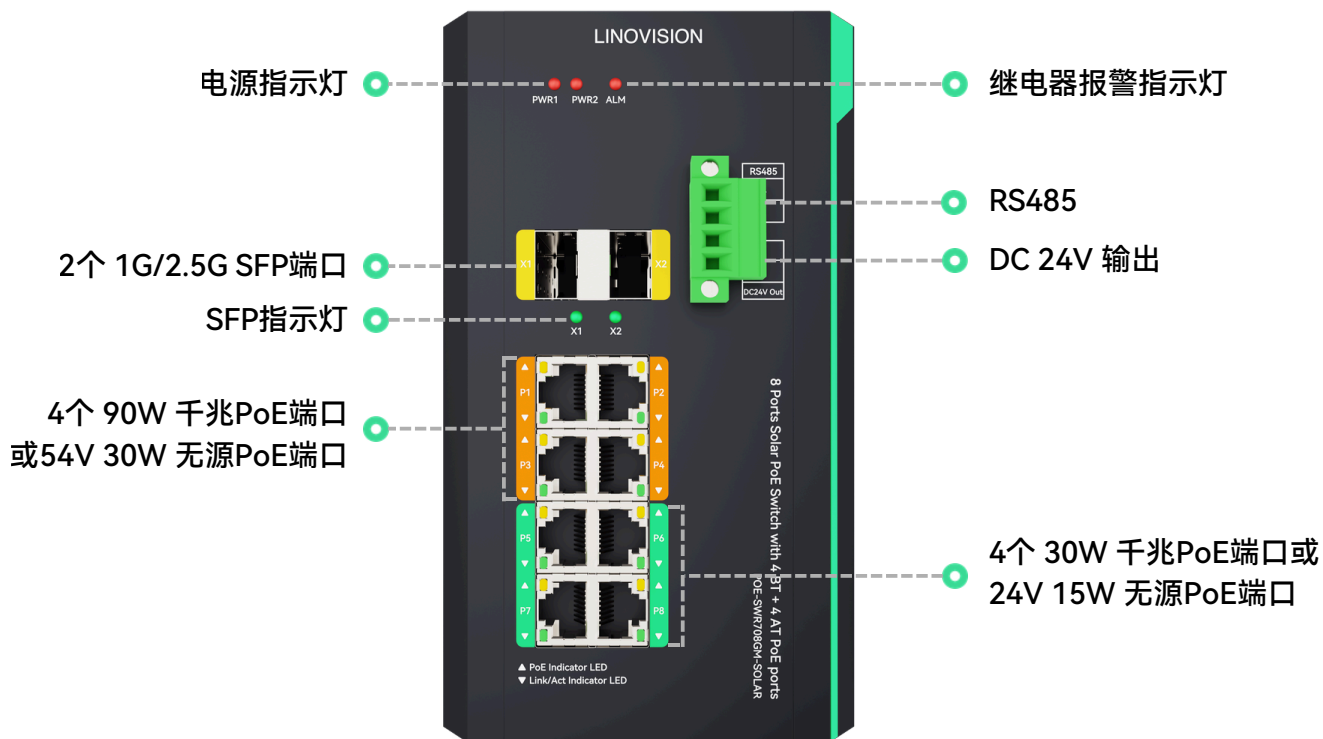 LINOVISION
电源指示灯
PWR1 PWR2 ALM
继电器报警指示灯
RS485
RS485
DC 24V 输出
DC24V Out
2个 1G/2.5G SFP端口
X1
X2
SFP指示灯
X1 X2
4个 90W 千兆PoE端口
或54V 30W 无源PoE端口
P1
P2
P3
P4
P5
P6
P7
P8
4个 30W 千兆PoE端口或
24V 15W 无源PoE端口
8 Ports Solar PoE Switch with 4 BT + 4 AT PoE ports
POE-SWR708GM-SOLAR
▲ PoE Indicator LED
▼ Link/Act Indicator LED